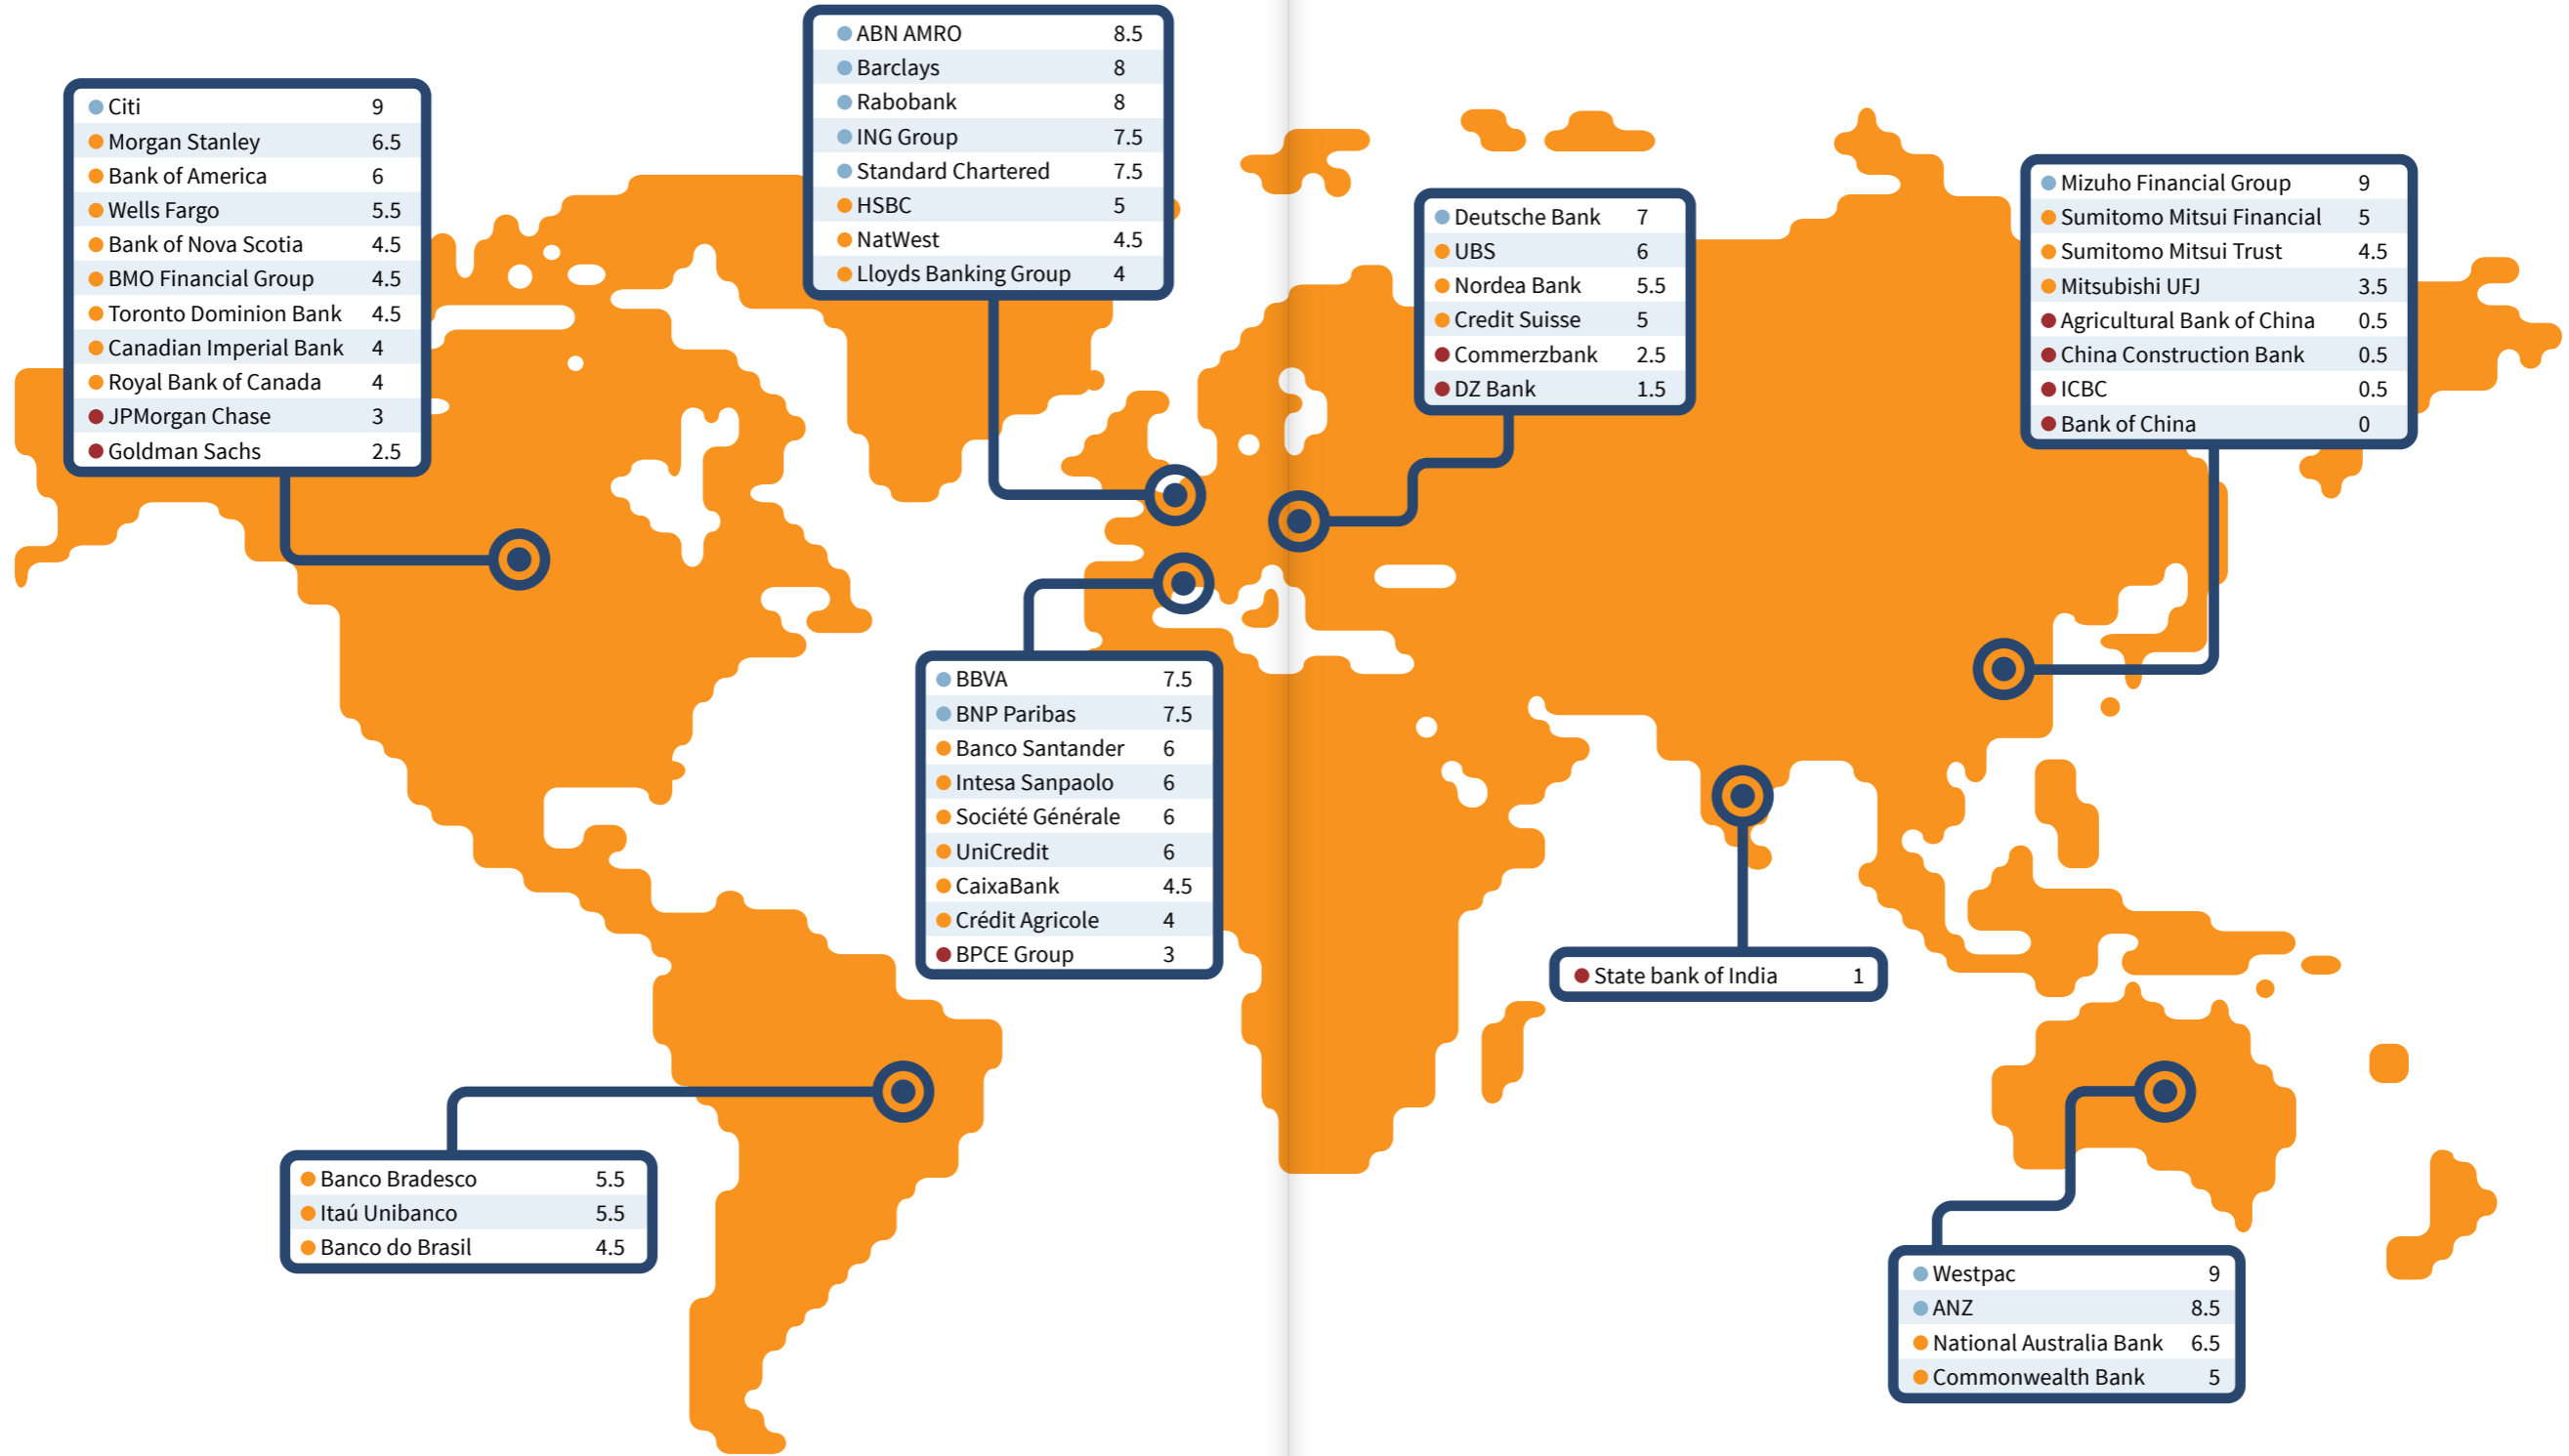 Citi 9
Morgan Stanley 6.5
Bank of America 6
Wells Fargo 5.5
Bank of Nova Scotia 4.5
BMO Financial Group 4.5
Toronto Dominion Bank 4.5
Canadian Imperial Bank 4
Royal Bank of Canada 4
JPMorgan Chase 3
Goldman Sachs 2.5
ABN AMRO 8.5
Barclays 8
Rabobank 8
ING Group 7.5
Standard Chartered 7.5
HSBC 5
NatWest 4.5
Lloyds Banking Group 4
Deutsche Bank 7
UBS 6
Nordea Bank 5.5
Credit Suisse 5
Commerzbank 2.5
DZ Bank 1.5
Mizuho Financial Group 9
Sumitomo Mitsui Financial 5
Sumitomo Mitsui Trust 4.5
Mitsubishi UFJ 3.5
Agricultural Bank of China 0.5
China Construction Bank 0.5
ICBC 0.5
Bank of China 0
BBVA 7.5
BNP Paribas 7.5
Banco Santander 6
Intesa Sanpaolo 6
Société Générale 6
UniCredit 6
CaixaBank 4.5
Crédit Agricole 4
BPCE Group 3
State bank of India 1
Banco Bradesco 5.5
Itaú Unibanco 5.5
Banco do Brasil 4.5
Westpac 9
ANZ 8.5
National Australia Bank 6.5
Commonwealth Bank 5